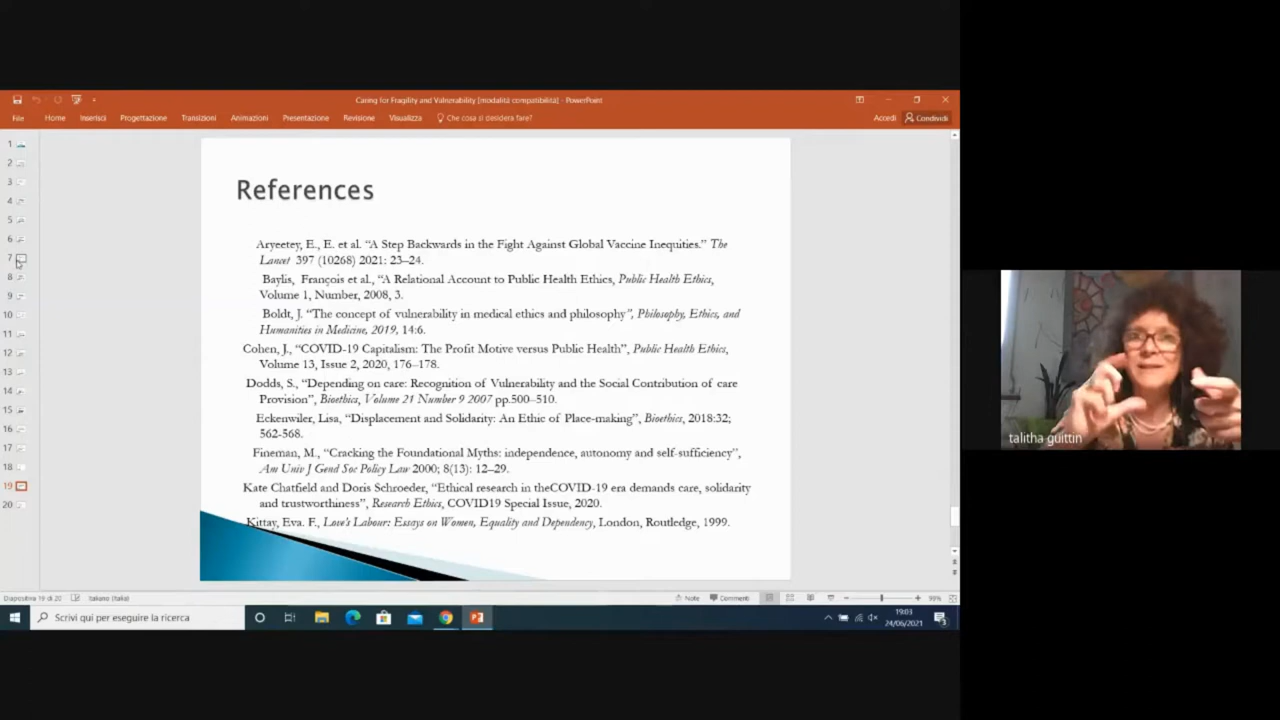 Caring for Fragility and Vulnerability [modalità compatibilità] - PowerPoint
File Home Inserisci Progettazione Transizioni Animazioni Presentazione Revisione Visualizza Che cosa si desidera fare? Accedi Condividi
1
2
3
4
5
6
7
8
9
10
11
12
13
14
15
16
17
18
19
20
References
Aryeetey, E., E. et al. “A Step Backwards in the Fight Against Global Vaccine Inequities.” The
Lancet 397 (10268) 2021: 23–24.
Baylis, François et al., “A Relational Account to Public Health Ethics, Public Health Ethics,
Volume 1, Number, 2008, 3.
Boldt, J. “The concept of vulnerability in medical ethics and philosophy”, Philosophy, Ethics, and
Humanities in Medicine, 2019, 14:6.
Cohen, J., “COVID-19 Capitalism: The Profit Motive versus Public Health”, Public Health Ethics,
Volume 13, Issue 2, 2020, 176–178.
Dodds, S., “Depending on care: Recognition of Vulnerability and the Social Contribution of care
Provision”, Bioethics, Volume 21 Number 9 2007 pp.500–510.
Eckenwiler, Lisa, “Displacement and Solidarity: An Ethic of Place-making”, Bioethics, 2018:32;
562-568.
Fineman, M., “Cracking the Foundational Myths: independence, autonomy and self-sufficiency”,
Am Univ J Gend Soc Policy Law 2000; 8(13): 12–29.
Kate Chatfield and Doris Schroeder, “Ethical research in theCOVID-19 era demands care, solidarity
and trustworthiness”, Research Ethics, COVID19 Special Issue, 2020.
Kittay, Eva. F., Love's Labour: Essays on Women, Equality and Dependency, London, Routledge, 1999.
talitha guittin
Diapositiva 19 di 20 Italiano (Italia) Note Commenti 98%
Scrivi qui per eseguire la ricerca
19:03
24/06/2021